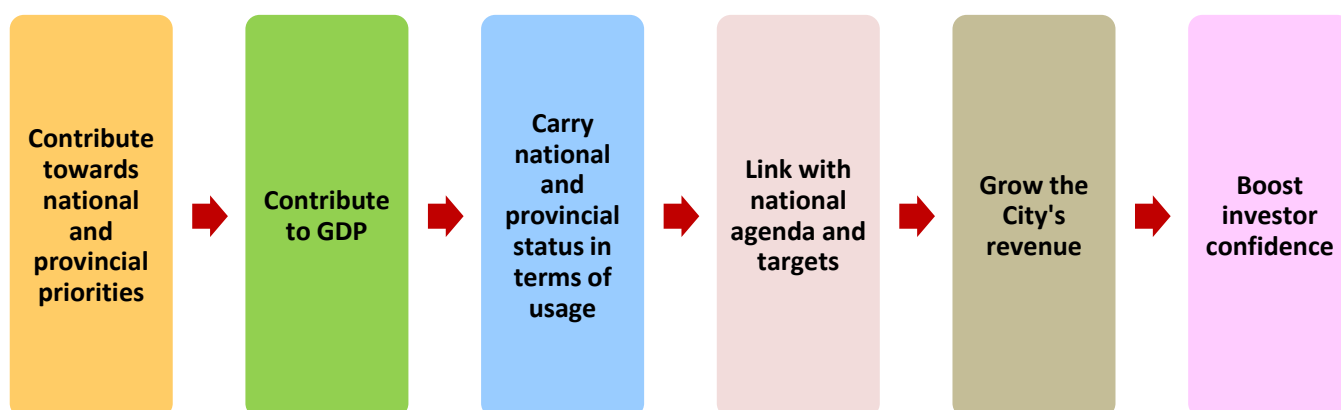 Contribute
towards
national
and
provincial
priorities
Contribute
to GDP
Carry
national
and
provincial
status in
terms of
usage
Link with
national
agenda and
targets
Grow the
City's
revenue
Boost
investor
confidence